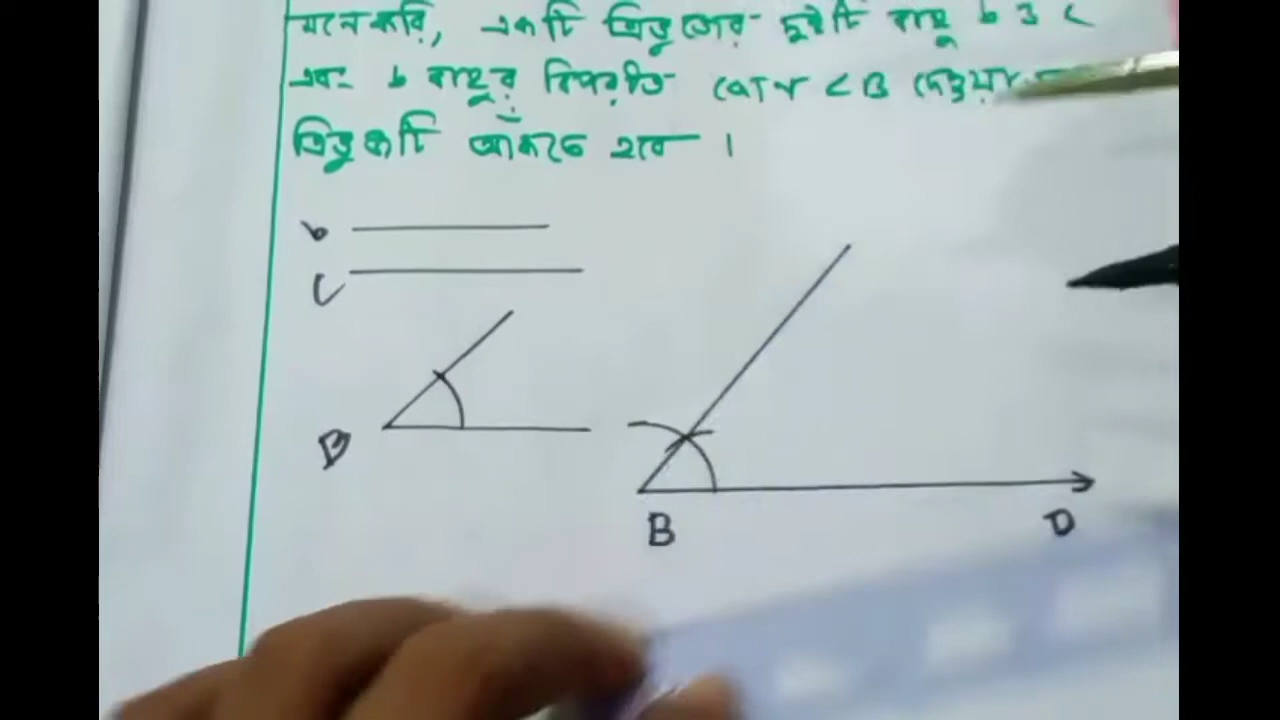 মনেকরি, একটি ত্রিভুজের দুইটি বাহু b ও c
এবং b বাহুর বিপরীত কোণ ∠B দেওয়া
ত্রিভুজটি আঁকতে হবে ।
b
c
B
B
D